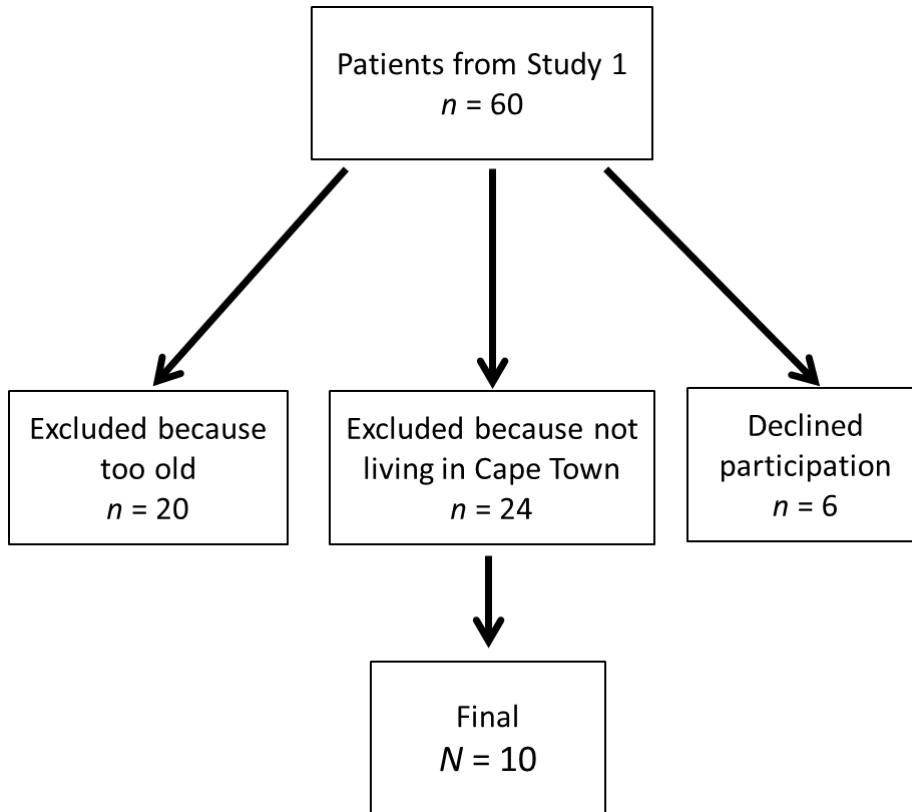 Patients from Study 1
n = 60
Excluded because
too old
n = 20
Excluded because not
living in Cape Town
n = 24
Declined
participation
n = 6
Final
N = 10